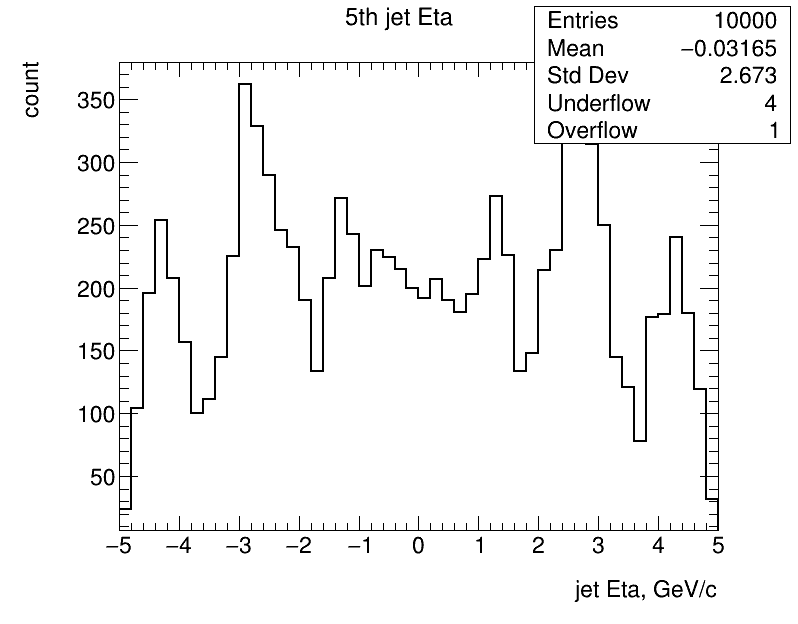 5th jet Eta
Entries 10000
Mean −0.03165
Std Dev 2.673
Underflow 4
Overflow 1
count
350
300
250
200
150
100
50
−5 −4 −3 −2 −1 0 1 2 3 4 5
jet Eta, GeV/c